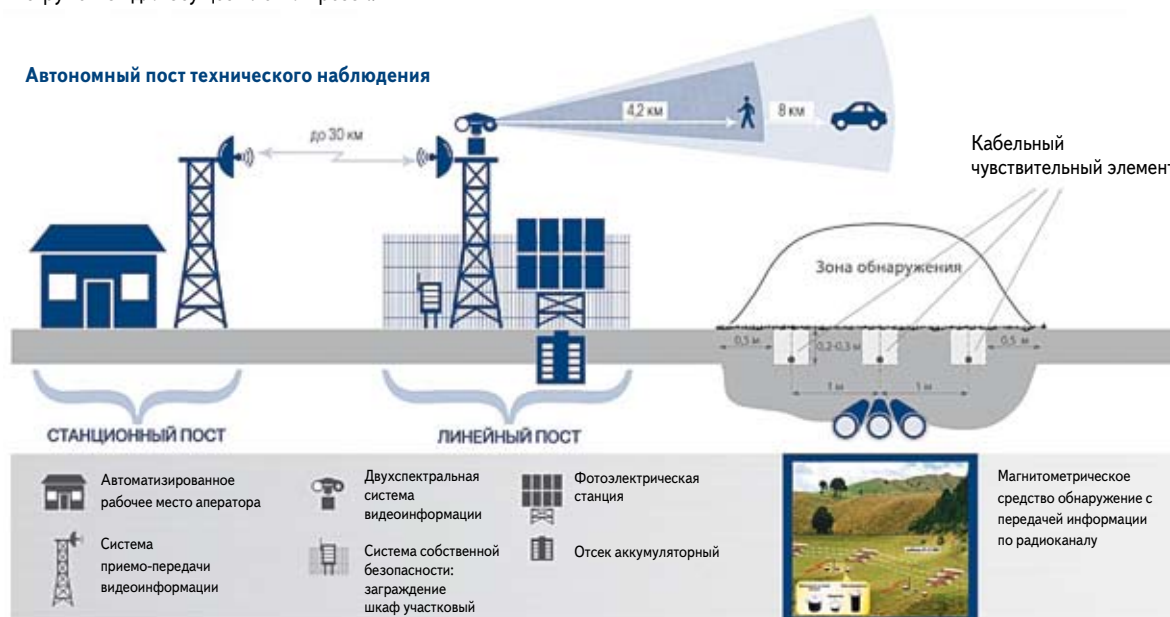 Автономный пост технического наблюдения
до 30 км
4,2 км
8 км
Кабельный
чувствительный элемент
Зона обнаружения
0,5 м
0,2-0,3 м
0,5 м
1 м
1 м
СТАНЦИОННЫЙ ПОСТ
ЛИНЕЙНЫЙ ПОСТ
Автоматизированное
рабочее место аператора
Система
приемо-передачи
видеоинформации
Двухспектральная
система
видеоинформации
Система собственной
безопасности:
заграждение
шкаф участковый
Фотоэлектрическая
станция
Отсек аккумуляторный
Магнитометрическое
средство обнаружение с
передачей информации
по радиоканалу